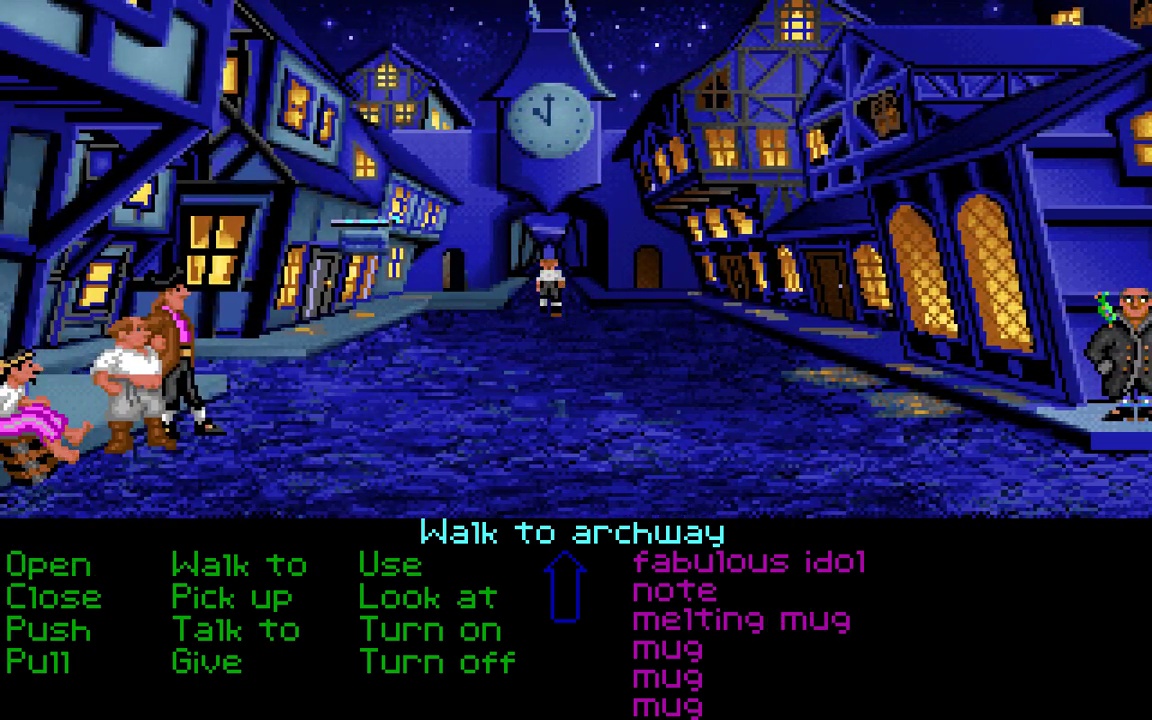 Walk to archway
Open Walk to Use fabulous idol
Close Pick up Look at note
Push Talk to Turn on melting mug
Pull Give Turn off mug
mug
mug